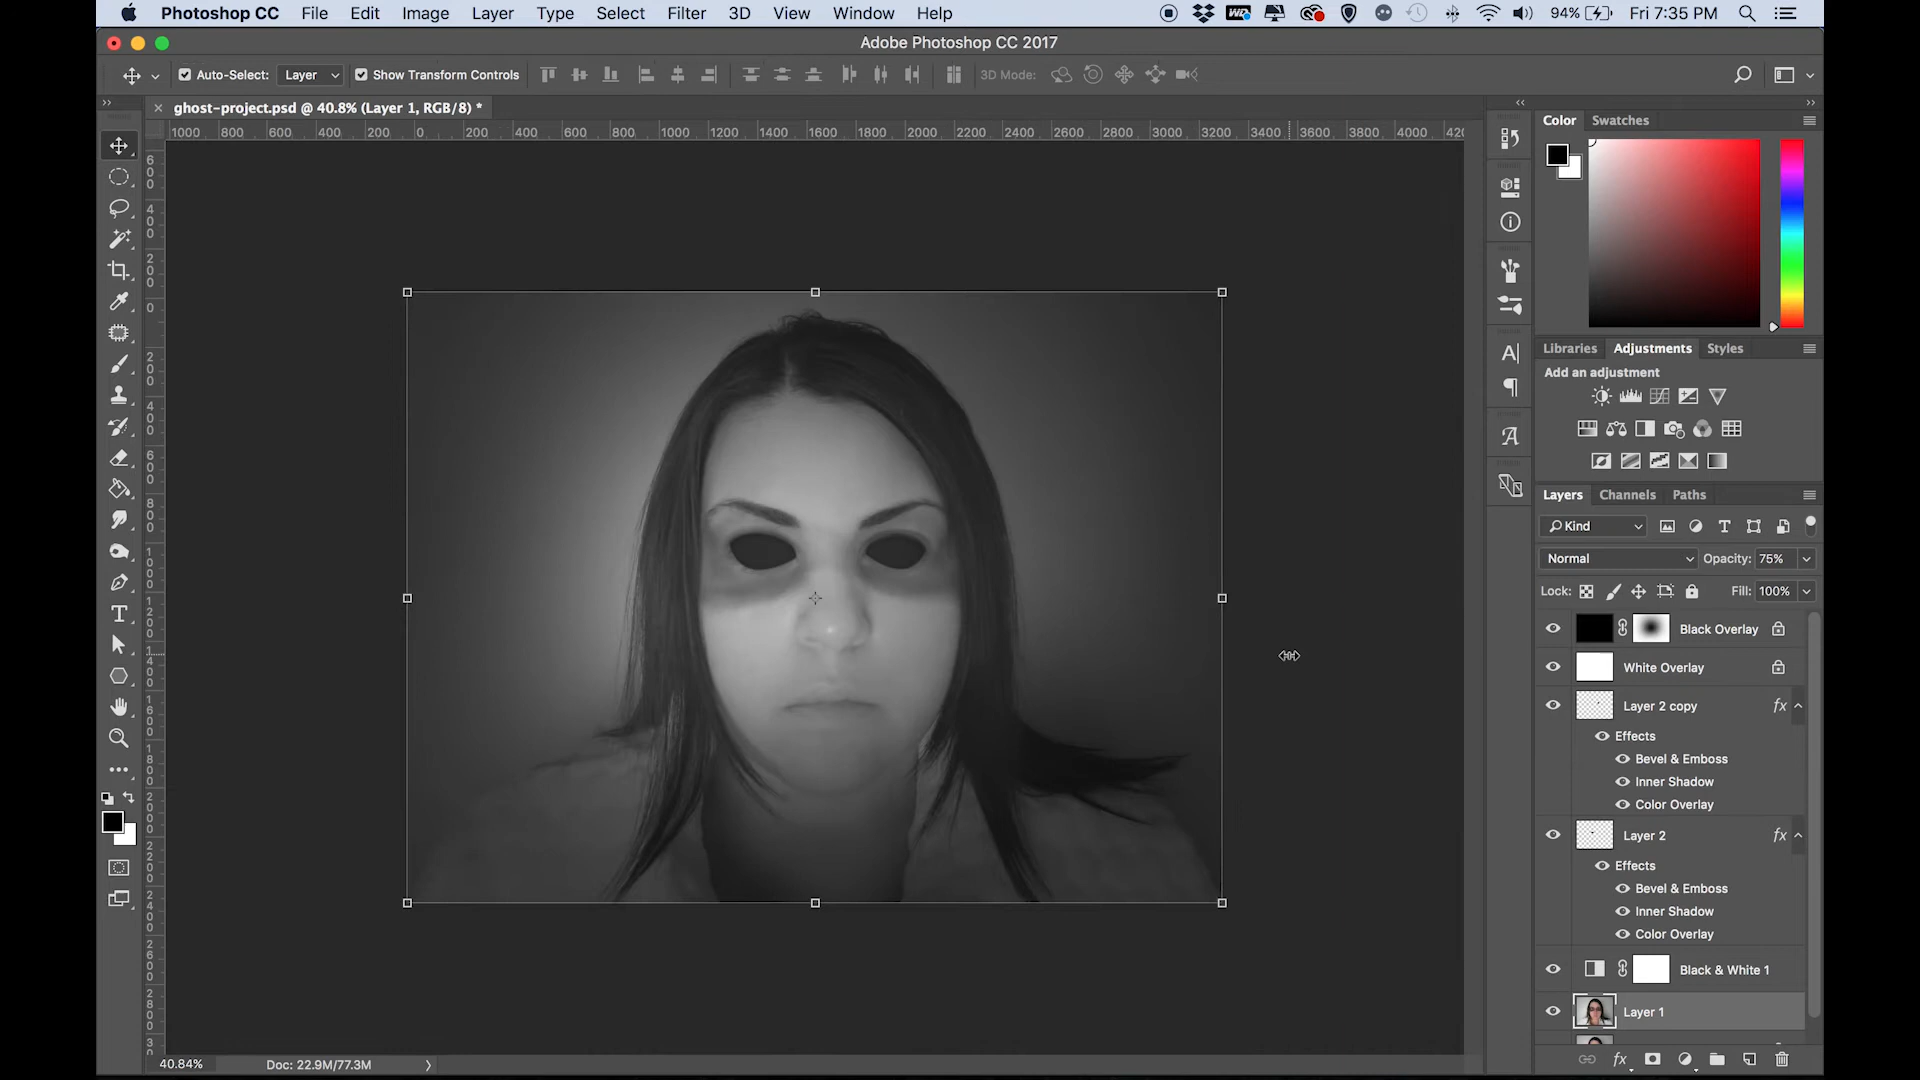 Photoshop CC File Edit Image Layer Type Select Filter 3D View Window Help 94% Fri 7:35 PM
Adobe Photoshop CC 2017
Auto-Select: Layer Show Transform Controls 3D Mode:
ghost-project.psd @ 40.8% (Layer 1, RGB/8) *
1000 800 600 400 200 0 200 400 600 800 1000 1200 1400 1600 1800 2000 2200 2400 2600 2800 3000 3200 3400 3600 3800 4000 420
Color Swatches
Libraries Adjustments Styles
Add an adjustment
Layers Channels Paths
Kind
Normal Opacity: 75%
Lock: Fill: 100%
Black Overlay
White Overlay
Layer 2 copy fx
Effects
Bevel & Emboss
Inner Shadow
Color Overlay
Layer 2 fx
Effects
Bevel & Emboss
Inner Shadow
Color Overlay
Black & White 1
Layer 1
40.84% Doc: 22.9M/77.3M